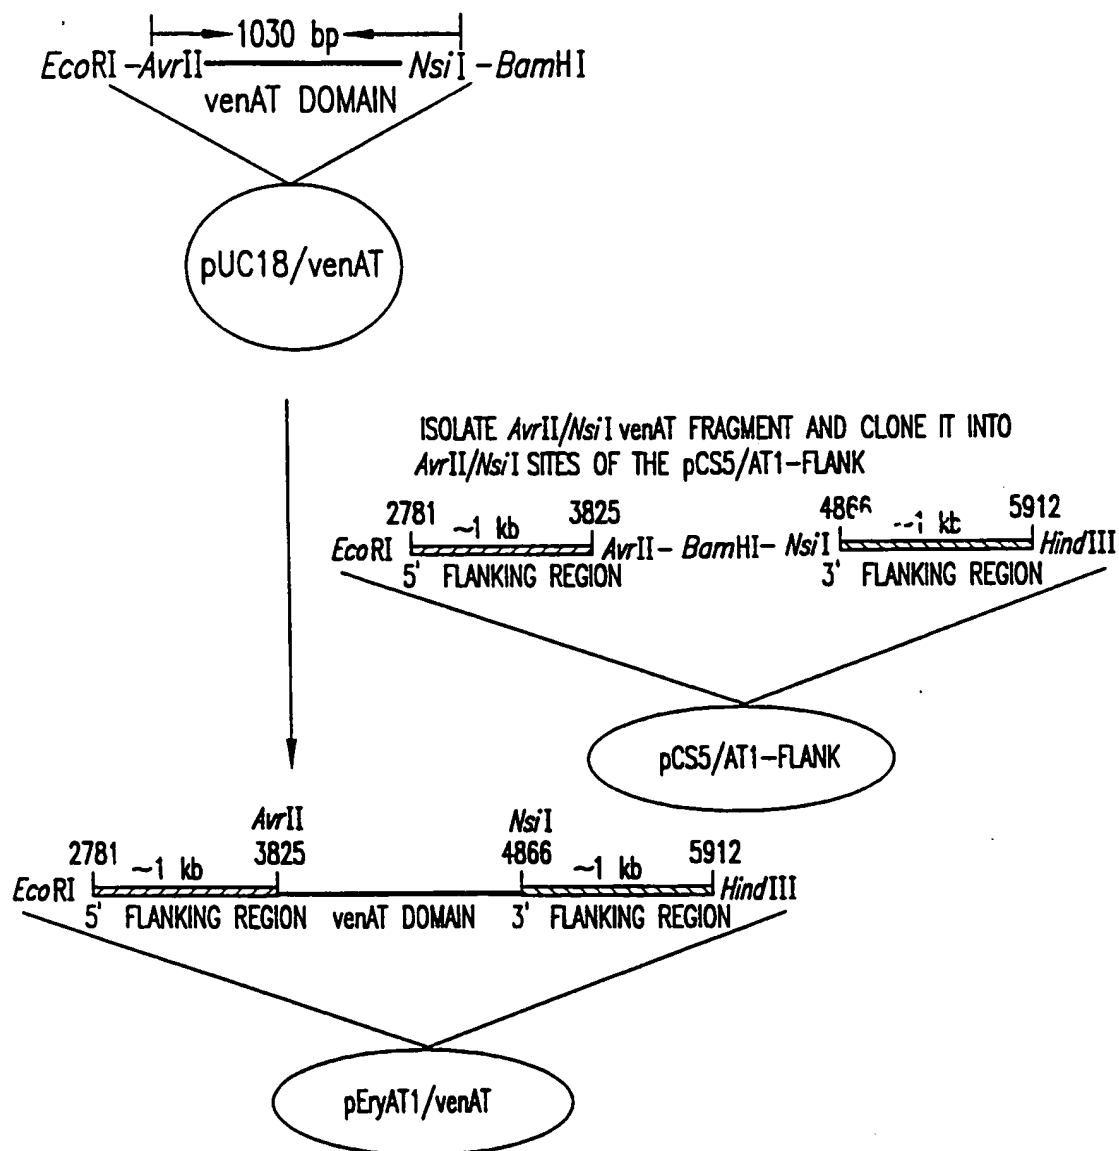 1030 bp
EcoRI-AvrII NsiI-BamHI
venAT DOMAIN
pUC18/venAT
ISOLATE AvrII/NsiI venAT FRAGMENT AND CLONE IT INTO
AvrII/NsiI SITES OF THE pCS5/AT1-FLANK
2781 ~1 kb 3825 4866 ~1 kb 5912
EcoRI AvrII-BamHI-NsiI HindIII
5' FLANKING REGION 3' FLANKING REGION
pCS5/AT1-FLANK
AvrII NsiI
2781 ~1 kb 3825 4866 ~1 kb 5912
EcoRI HindIII
5' FLANKING REGION venAT DOMAIN 3' FLANKING REGION
pEryAT1/venAT